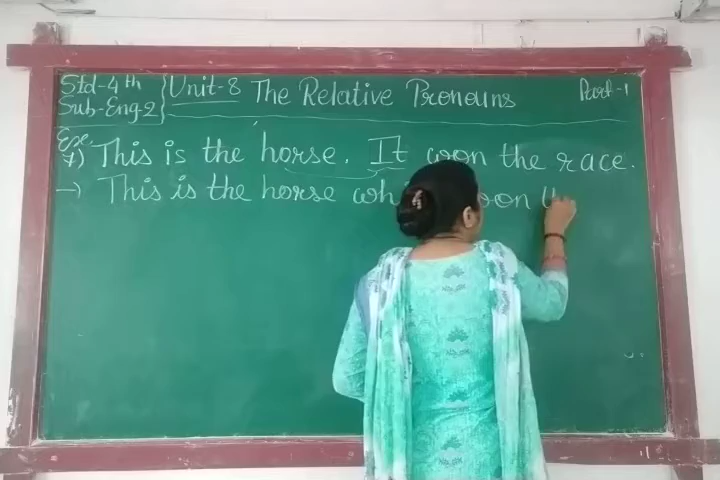 Std-4th Unit-8 The Relative Pronouns Part-1
Sub-Eng-2
Ex.
1) This is the horse. It won the race.
→ This is the horse won